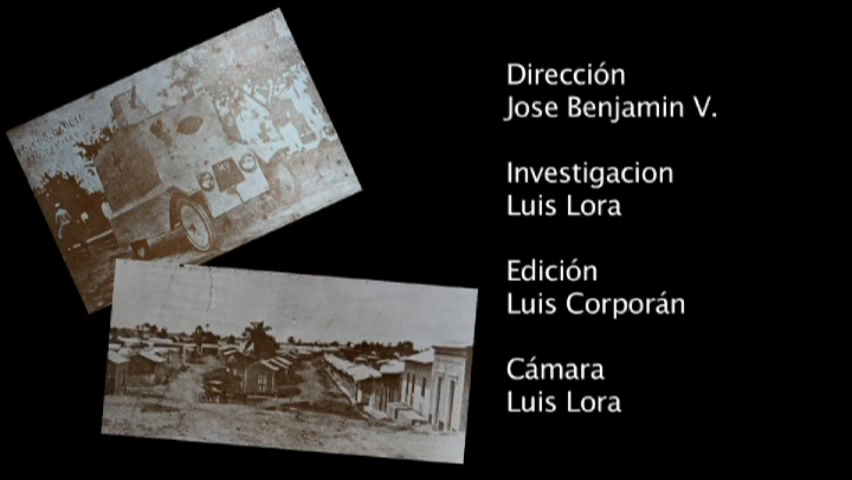 Dirección
Jose Benjamin V.
Investigacion
Luis Lora
Edición
Luis Corporán
Cámara
Luis Lora